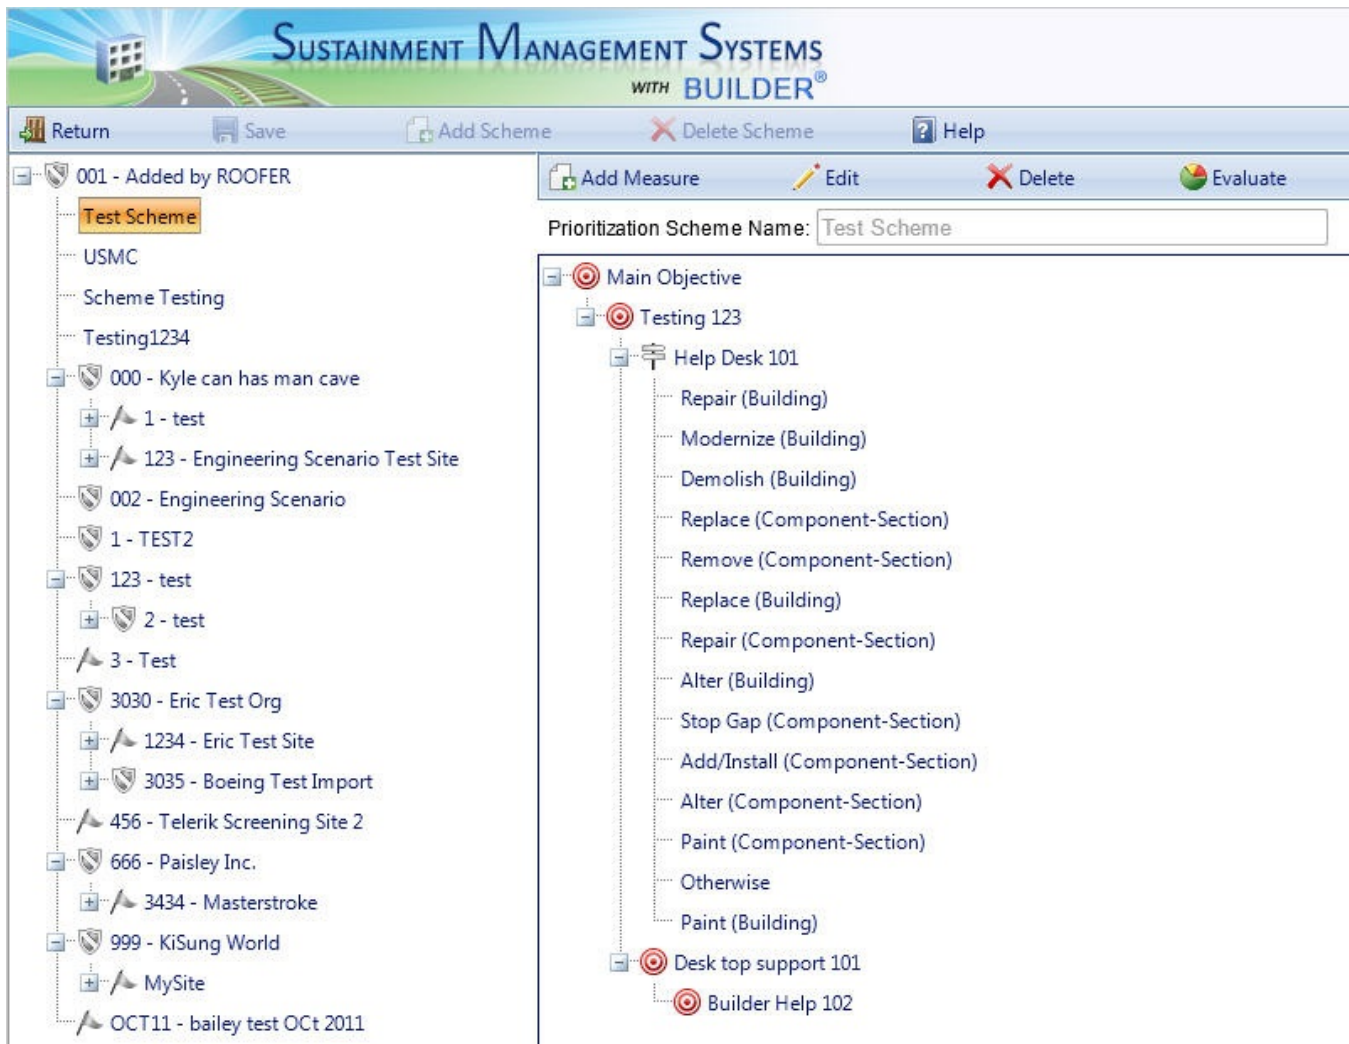 SUSTAINMENT MANAGEMENT SYSTEMS
WITH BUILDER®
Return Save Add Scheme Delete Scheme Help
001 - Added by ROOFER
Test Scheme
USMC
Scheme Testing
Testing1234
000 - Kyle can has man cave
1 - test
123 - Engineering Scenario Test Site
002 - Engineering Scenario
1 - TEST2
123 - test
2 - test
3 - Test
3030 - Eric Test Org
1234 - Eric Test Site
3035 - Boeing Test Import
456 - Telerik Screening Site 2
666 - Paisley Inc.
3434 - Masterstroke
999 - KiSung World
MySite
OCT11 - bailey test OCt 2011
Add Measure Edit Delete Evaluate
Prioritization Scheme Name: Test Scheme
Main Objective
Testing 123
Help Desk 101
Repair (Building)
Modernize (Building)
Demolish (Building)
Replace (Component-Section)
Remove (Component-Section)
Replace (Building)
Repair (Component-Section)
Alter (Building)
Stop Gap (Component-Section)
Add/Install (Component-Section)
Alter (Component-Section)
Paint (Component-Section)
Otherwise
Paint (Building)
Desk top support 101
Builder Help 102